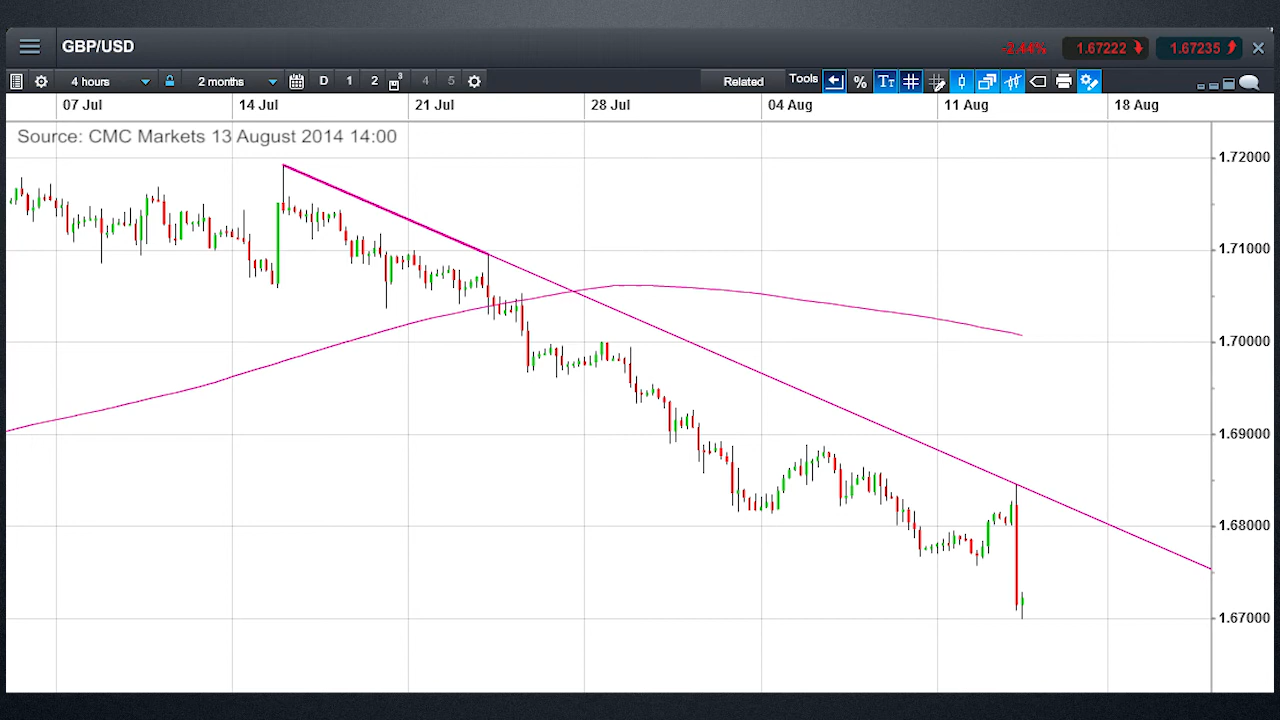 GBP/USD
-2.44% 1.67222 1.67235
4 hours 2 months D 1 2 3 4 5 Related Tools % TT
07 Jul 14 Jul 21 Jul 28 Jul 04 Aug 11 Aug 18 Aug
Source: CMC Markets 13 August 2014 14:00
1.72000
1.71000
1.70000
1.69000
1.68000
1.67000